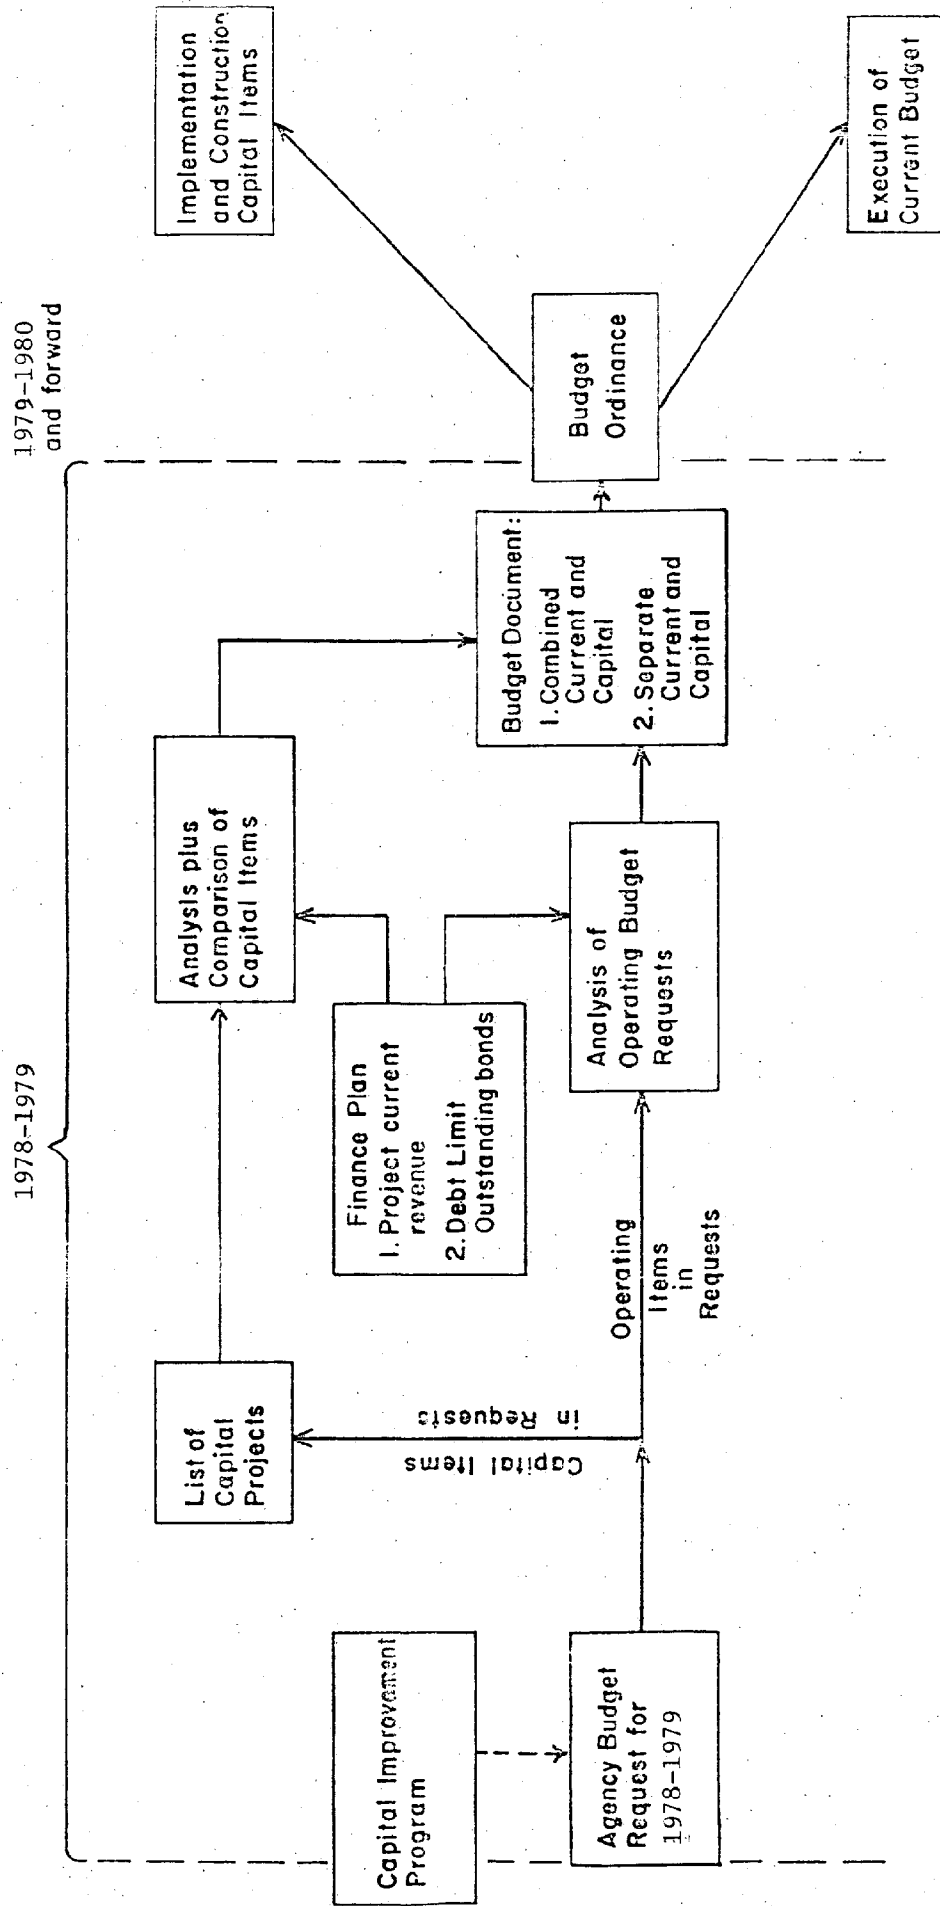 1978-1979
1979-1980
and forward
Capital Improvement
Program
Agency Budget
Request for
1978-1979
List of
Capital
Projects
Capital Items
in Requests
Operating
Items
in
Requests
Finance Plan
1. Project current
revenue
2. Debt Limit
Outstanding bonds
Analysis plus
Comparison of
Capital Items
Analysis of
Operating Budget
Requests
Budget Document:
1. Combined
Current and
Capital
2. Separate
Current and
Capital
Budget
Ordinance
Implementation
and Construction
Capital Items
Execution of
Current Budget